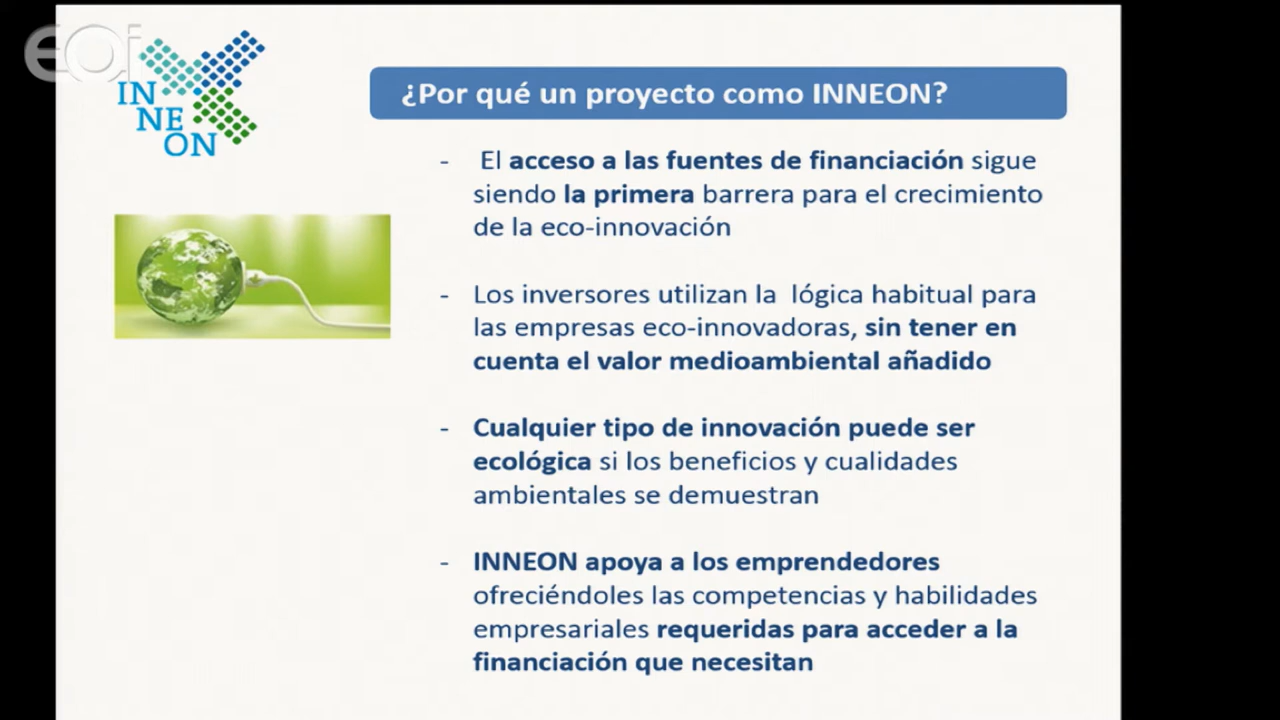 eoi
IN
NE
ON
¿Por qué un proyecto como INNEON?
- El acceso a las fuentes de financiación sigue
siendo la primera barrera para el crecimiento
de la eco-innovación
- Los inversores utilizan la lógica habitual para
las empresas eco-innovadoras, sin tener en
cuenta el valor medioambiental añadido
- Cualquier tipo de innovación puede ser
ecológica si los beneficios y cualidades
ambientales se demuestran
- INNEON apoya a los emprendedores
ofreciéndoles las competencias y habilidades
empresariales requeridas para acceder a la
financiación que necesitan